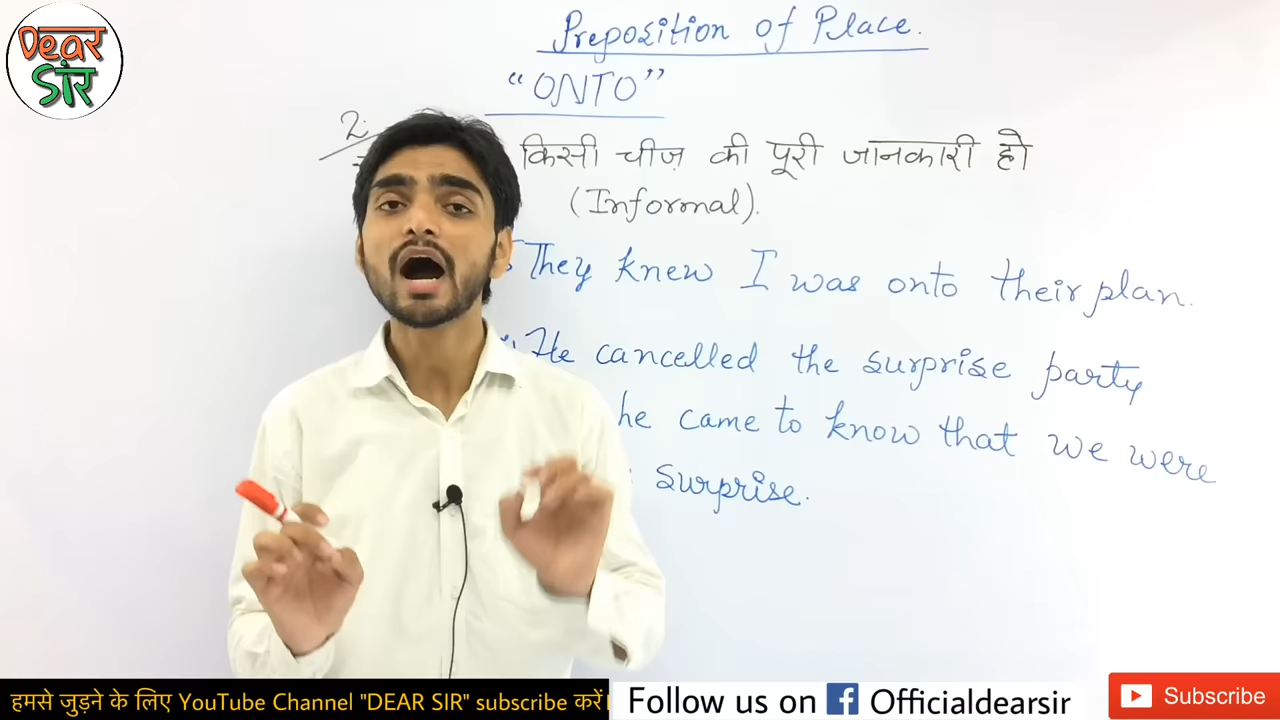 Dear
सर
Preposition of Place.
"ONTO"
2.
किसी चीज़ की पूरी जानकारी हो
(Informal).
They knew I was onto their plan.
He cancelled the surprise party
he came to know that we were
surprise.
हमसे जुड़ने के लिए YouTube Channel "DEAR SIR" subscribe करें।
Follow us on Officialdearsir
Subscribe